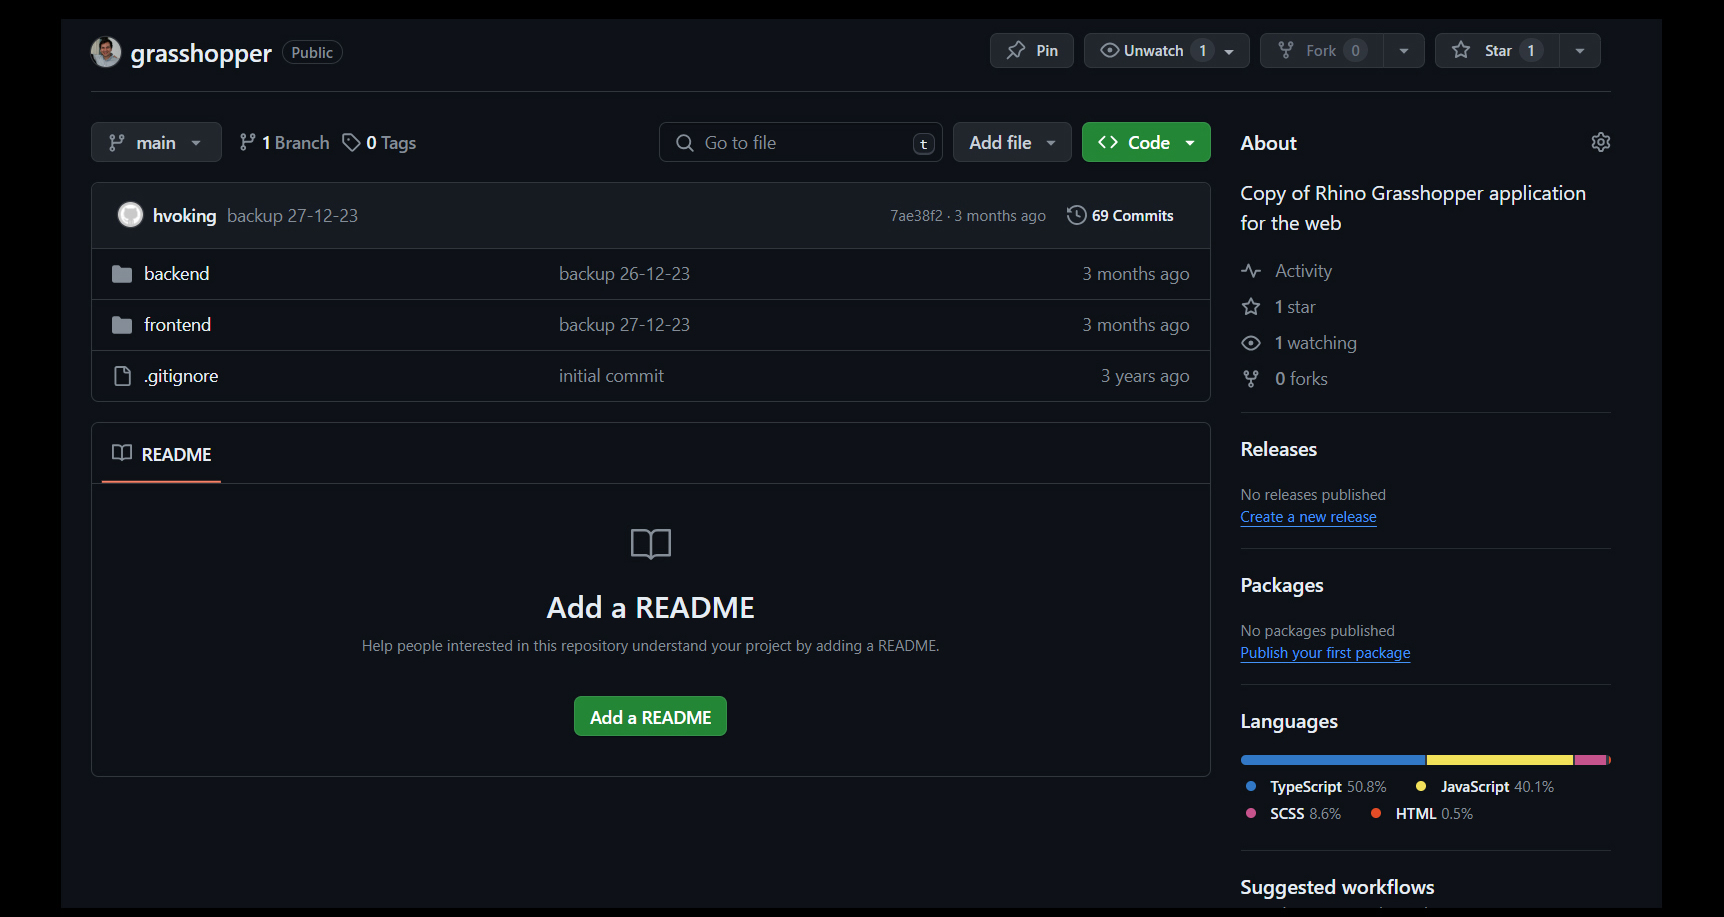 grasshopper Public
Pin
Unwatch 1
Fork 0
Star 1
main
1 Branch
0 Tags
Go to file t
Add file
Code
hvoking backup 27-12-23 7ae38f2 · 3 months ago 69 Commits
backend backup 26-12-23 3 months ago
frontend backup 27-12-23 3 months ago
.gitignore initial commit 3 years ago
README
Add a README
Help people interested in this repository understand your project by adding a README.
Add a README
About
Copy of Rhino Grasshopper application
for the web
Activity
1 star
1 watching
0 forks
Releases
No releases published
Create a new release
Packages
No packages published
Publish your first package
Languages
TypeScript 50.8% JavaScript 40.1%
SCSS 8.6% HTML 0.5%
Suggested workflows